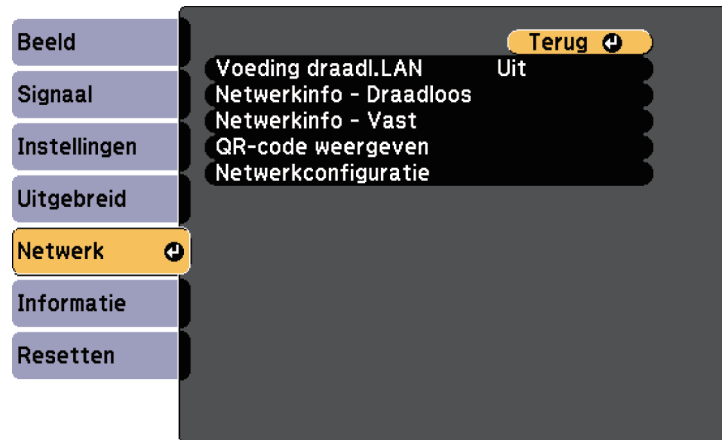 Beeld
Signaal
Instellingen
Uitgebreid
Netwerk
Informatie
Resetten
Terug
Voeding draadl.LAN Uit
Netwerkinfo - Draadloos
Netwerkinfo - Vast
QR-code weergeven
Netwerkconfiguratie